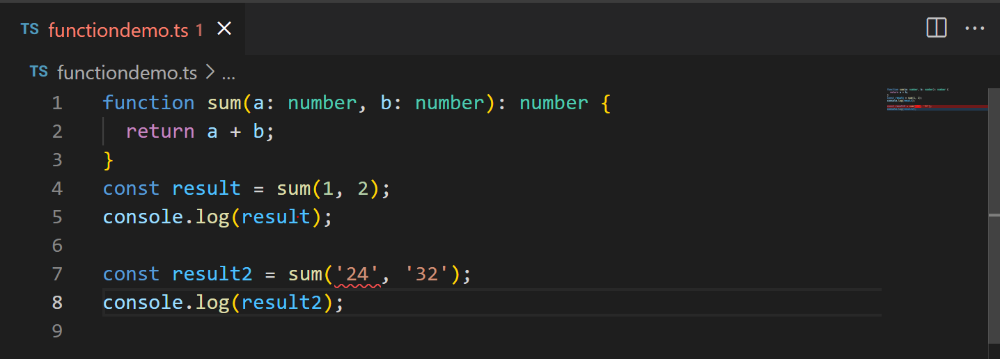 TS functiondemo.ts 1 ×
TS functiondemo.ts > ...
1 function sum(a: number, b: number): number {
2   return a + b;
3 }
4 const result = sum(1, 2);
5 console.log(result);
6
7 const result2 = sum('24', '32');
8 console.log(result2);
9